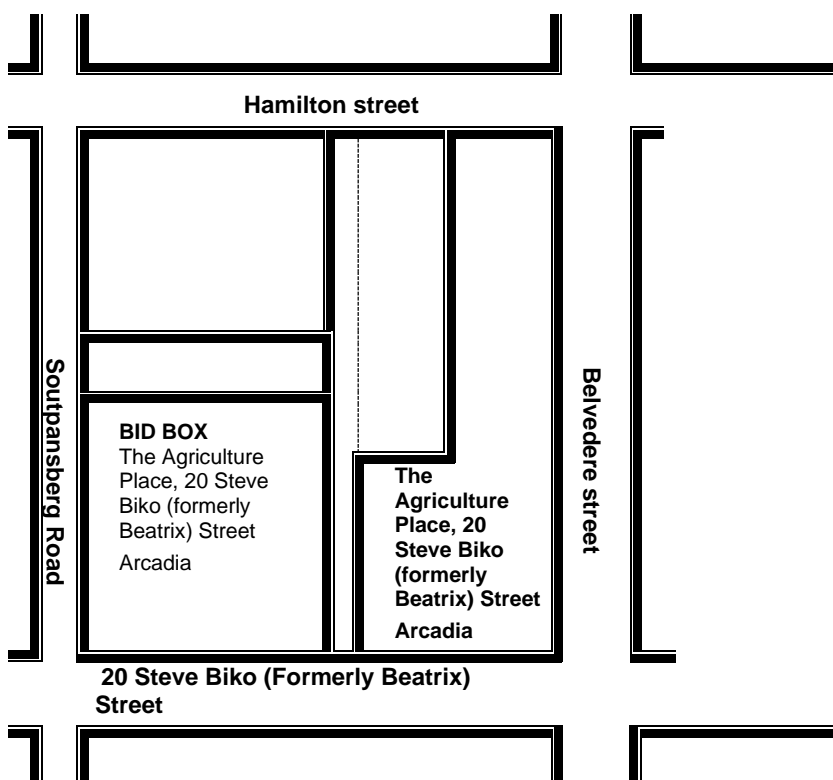 Hamilton street
Soutpansberg Road
BID BOX
The Agriculture
Place, 20 Steve
Biko (formerly
Beatrix) Street
Arcadia
The
Agriculture
Place, 20
Steve Biko
(formerly
Beatrix) Street
Arcadia
Belvedere street
20 Steve Biko (Formerly Beatrix)
Street